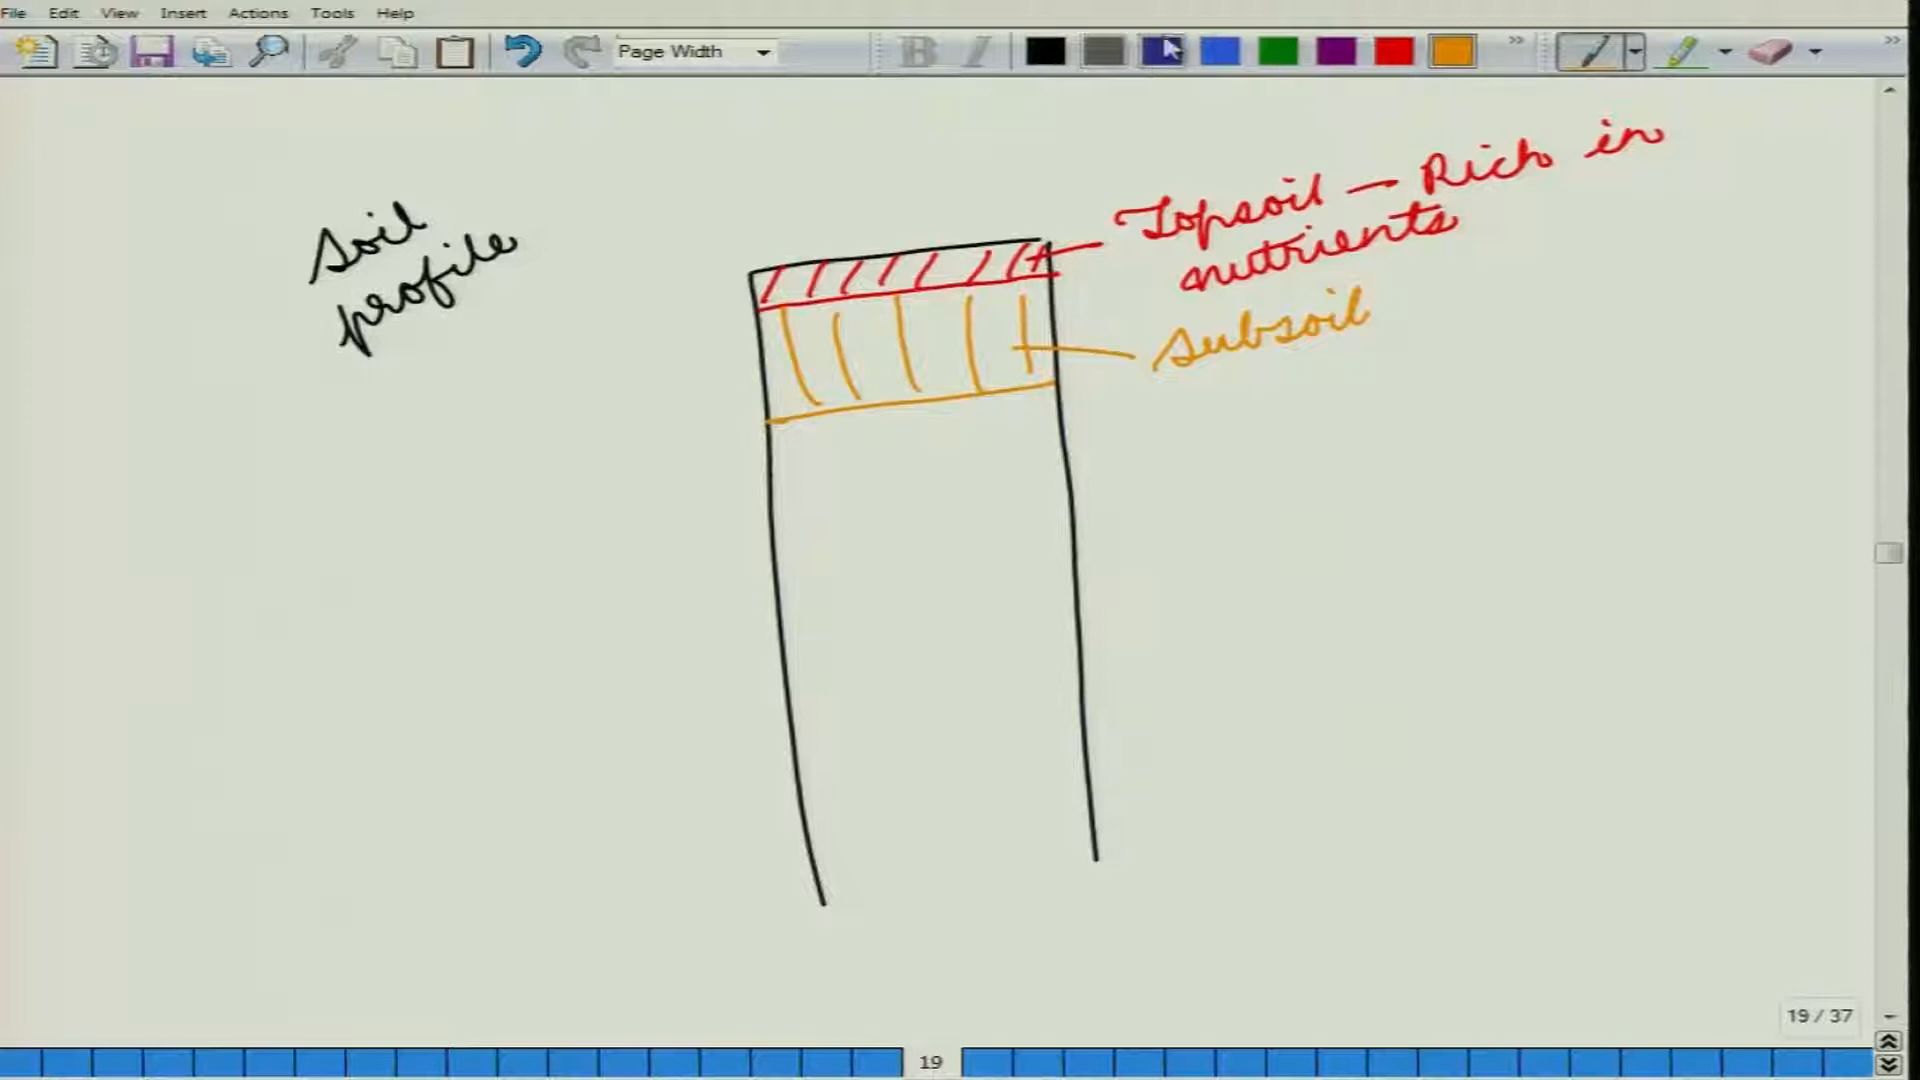 File Edit View Insert Actions Tools Help
Page Width
B I
Soil
profile
Topsoil - Rich in
nutrients
subsoil
19 / 37
19